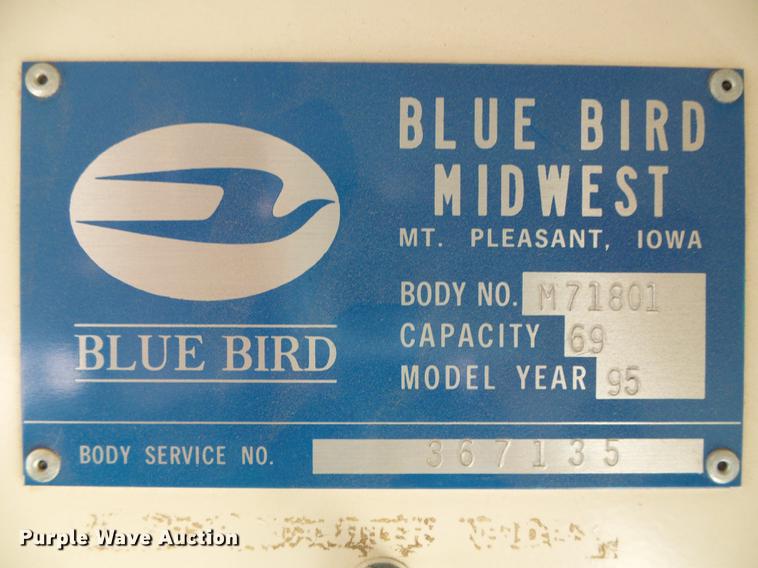 BLUE BIRD
MIDWEST
MT. PLEASANT, IOWA
BODY NO. M71801
CAPACITY 69
MODEL YEAR 95
BLUE BIRD
BODY SERVICE NO. 367135
Purple Wave Auction